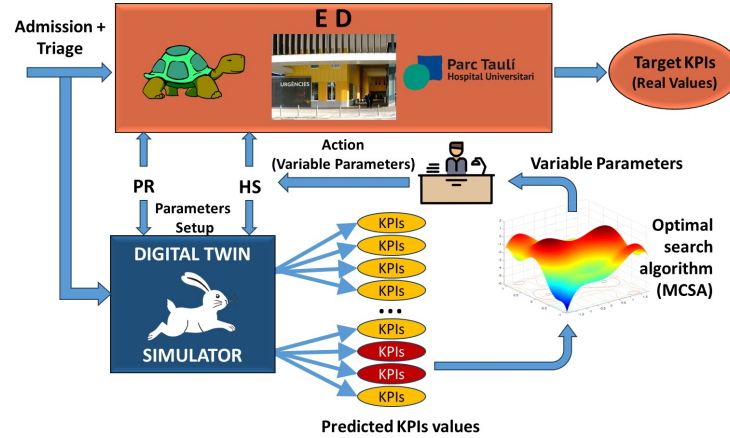 Admission +
Triage
E D
URGÈNCIES
Parc Taulí
Hospital Universitari
Target KPIs
(Real Values)
Action
(Variable Parameters)
Variable Parameters
PR
HS
Parameters
Setup
DIGITAL TWIN
SIMULATOR
KPIs
KPIs
KPIs
KPIs
...
KPIs
KPIs
KPIs
KPIs
Optimal
search
algorithm
(MCSA)
Predicted KPIs values